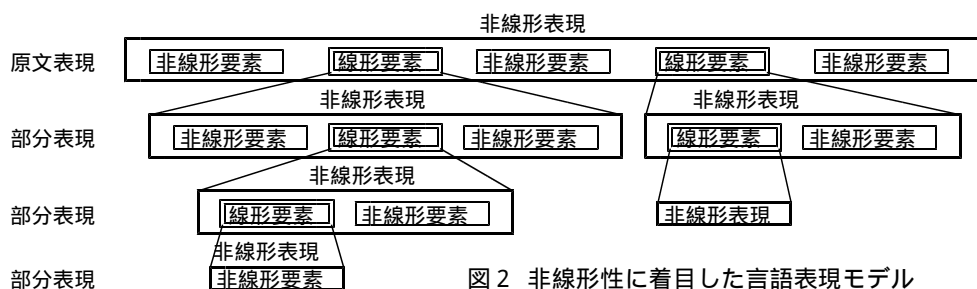 非線形表現
原文表現 非線形要素 線形要素 非線形要素 線形要素 非線形要素
非線形表現 非線形表現
部分表現 非線形要素 線形要素 非線形要素 線形要素 非線形要素
非線形表現
部分表現 線形要素 非線形要素 非線形表現
非線形表現
部分表現 非線形要素 図2 非線形性に着目した言語表現モデル